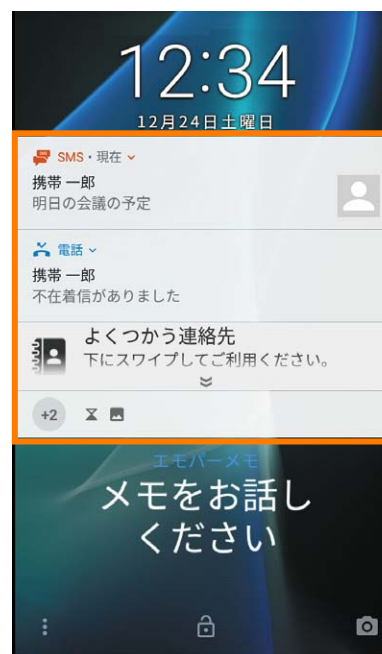 12:34
12月24日土曜日
SMS・現在
携帯 一郎
明日の会議の予定
電話
携帯 一郎
不在着信がありました
よくつかう連絡先
下にスワイプしてご利用ください。
+2
エモパーメモ
メモをお話し
ください